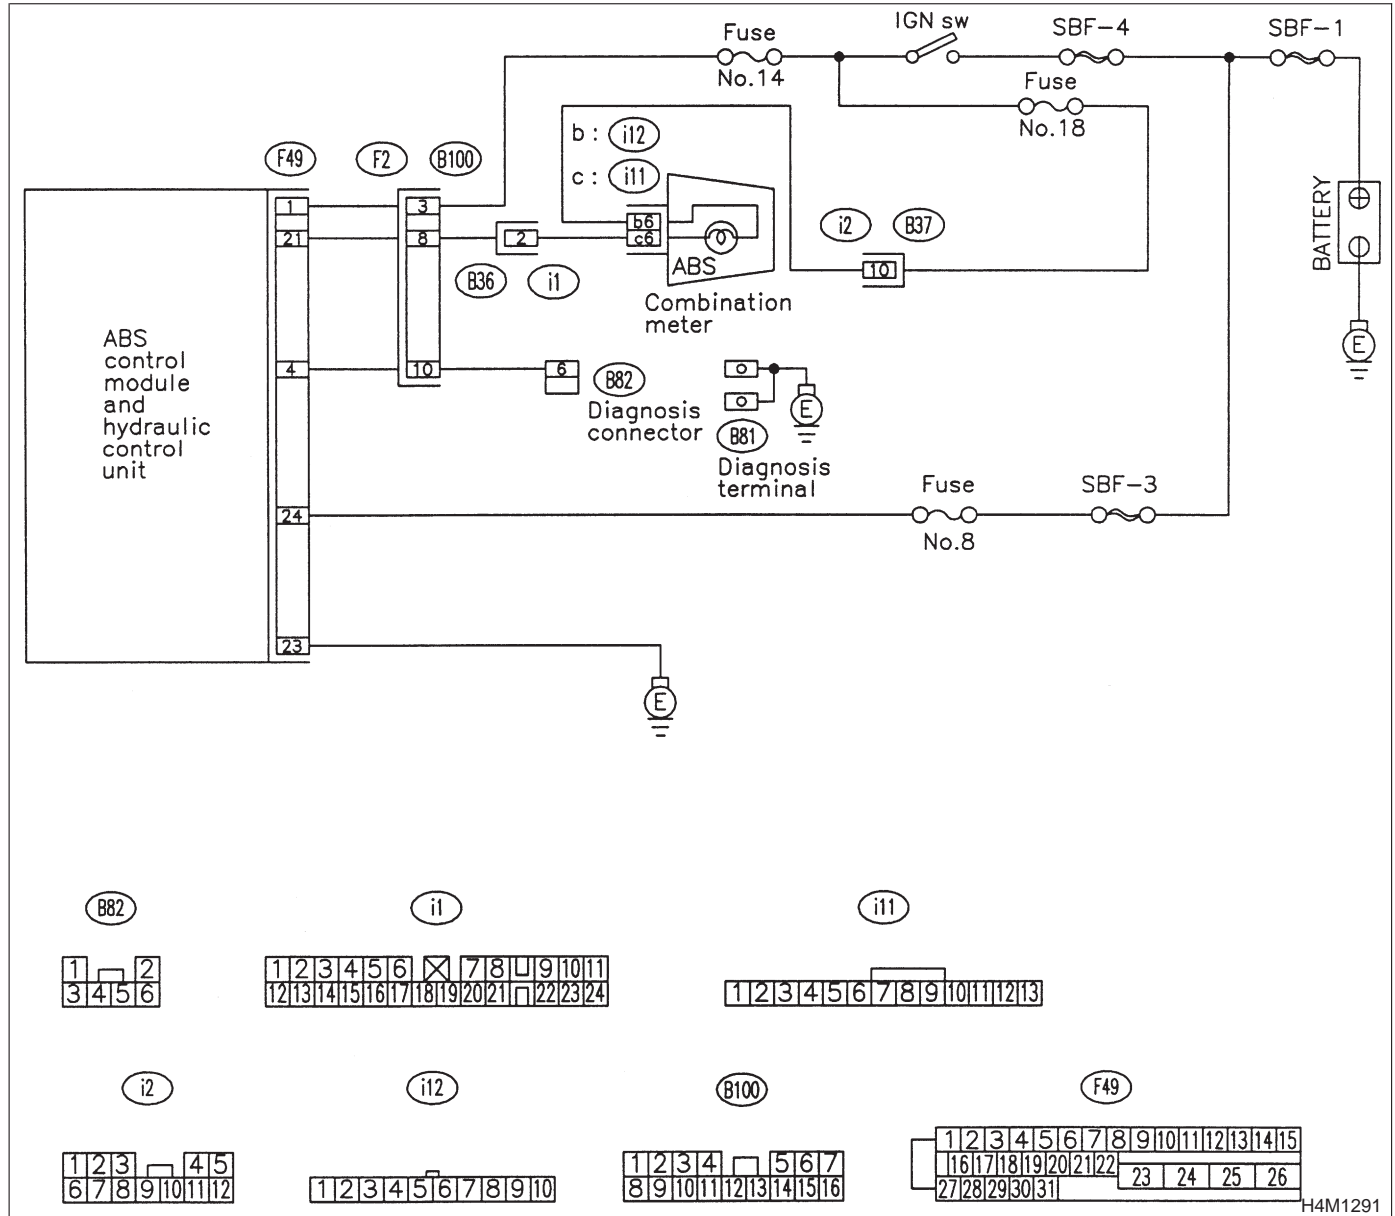 IGN sw
SBF-4
SBF-1
Fuse
No.14
Fuse
No.18
b : i12
c : i11
F49
F2
B100
1
3
21
8
2
b6
c6
ABS
i2
B37
10
BATTERY
B36
i1
Combination
meter
E
ABS
control
module
and
hydraulic
control
unit
4
10
6
B82
Diagnosis
connector
E
B81
Diagnosis
terminal
Fuse
SBF-3
24
No.8
23
E
B82
i1
i11
1 2
3 4 5 6
1 2 3 4 5 6 7 8 9 10 11
12 13 14 15 16 17 18 19 20 21 22 23 24
1 2 3 4 5 6 7 8 9 10 11 12 13
i2
i12
B100
F49
1 2 3 4 5
6 7 8 9 10 11 12
1 2 3 4 5 6 7 8 9 10
1 2 3 4 5 6 7
8 9 10 11 12 13 14 15 16
1 2 3 4 5 6 7 8 9 10 11 12 13 14 15
16 17 18 19 20 21 22
23 24 25 26
27 28 29 30 31
H4M1291